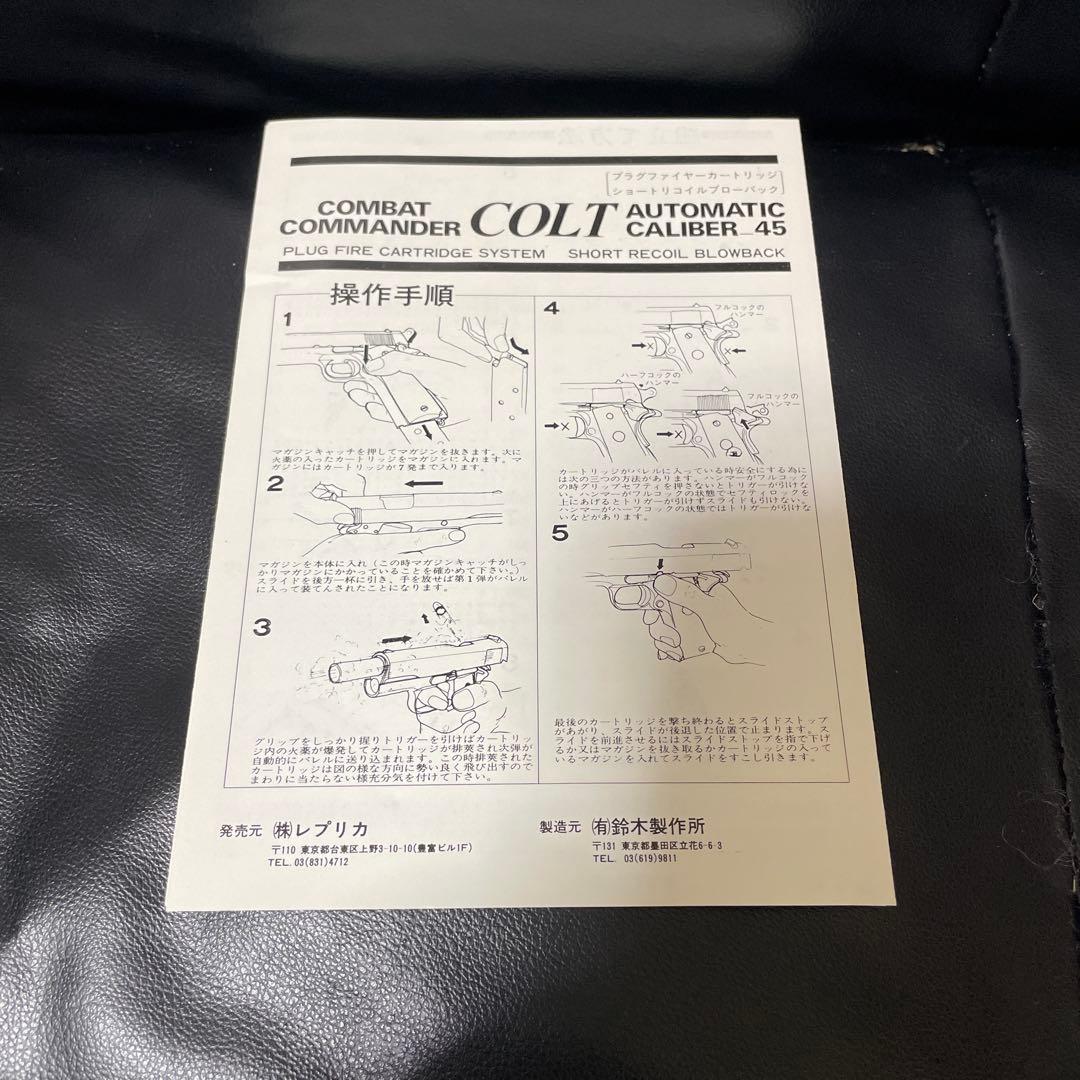 プラグファイヤーカートリッジ
ショートリコイルブローバック
COMBAT
COMMANDER
COLT
AUTOMATIC
CALIBER_45
PLUG FIRE CARTRIDGE SYSTEM SHORT RECOIL BLOWBACK
操作手順
1
マガジンキャッチを押してマガジンを抜きます。次に
火薬の入ったカートリッジをマガジンに入れます。マ
ガジンにはカートリッジが7発まで入ります。
2
マガジンを本体に入れ(この時マガジンキャッチがしっ
かりマガジンにかかっていることを確かめて下さい。)
スライドを後方一杯に引き、手を放せば第1弾がバレル
に入って装てんされたことになります。
3
グリップをしっかり握りトリガーを引けばカートリッ
ジ内の火薬が爆発してカートリッジが排莢され次弾が
自動的にバレルに送り込まれます。この時排莢された
カートリッジは図の様な方向に勢い良く飛び出すので
まわりに当たらない様充分気を付けて下さい。
4
フルコックの
ハンマー
ハーフコックの
ハンマー
フルコックの
ハンマー
カートリッジがバレルに入っている時安全にする為に
は次の三つの方法があります。ハンマーがフルコック
の時グリップセフティを押さないとトリガーが引けな
い。ハンマーがフルコックの状態でセフティロックを
上にあげるとトリガーが引けずスライドも引けない。
ハンマーがハーフコックの状態ではトリガーが引けな
いなどがあります。
5
最後のカートリッジを撃ち終わるとスライドストップ
があがり、スライドが後退した位置で止まります。ス
ライドを前進させるにはスライドストップを指で下げ
るか又はマガジンを抜き取るかカートリッジの入って
いるマガジンを入れてスライドをすこし引きます。
発売元 ㈱レプリカ
〒110 東京都台東区上野3-10-10(豊富ビル1F)
TEL. 03(831)4712
製造元 ㈲鈴木製作所
〒131 東京都墨田区立花6-6-3
TEL. 03(619)9811